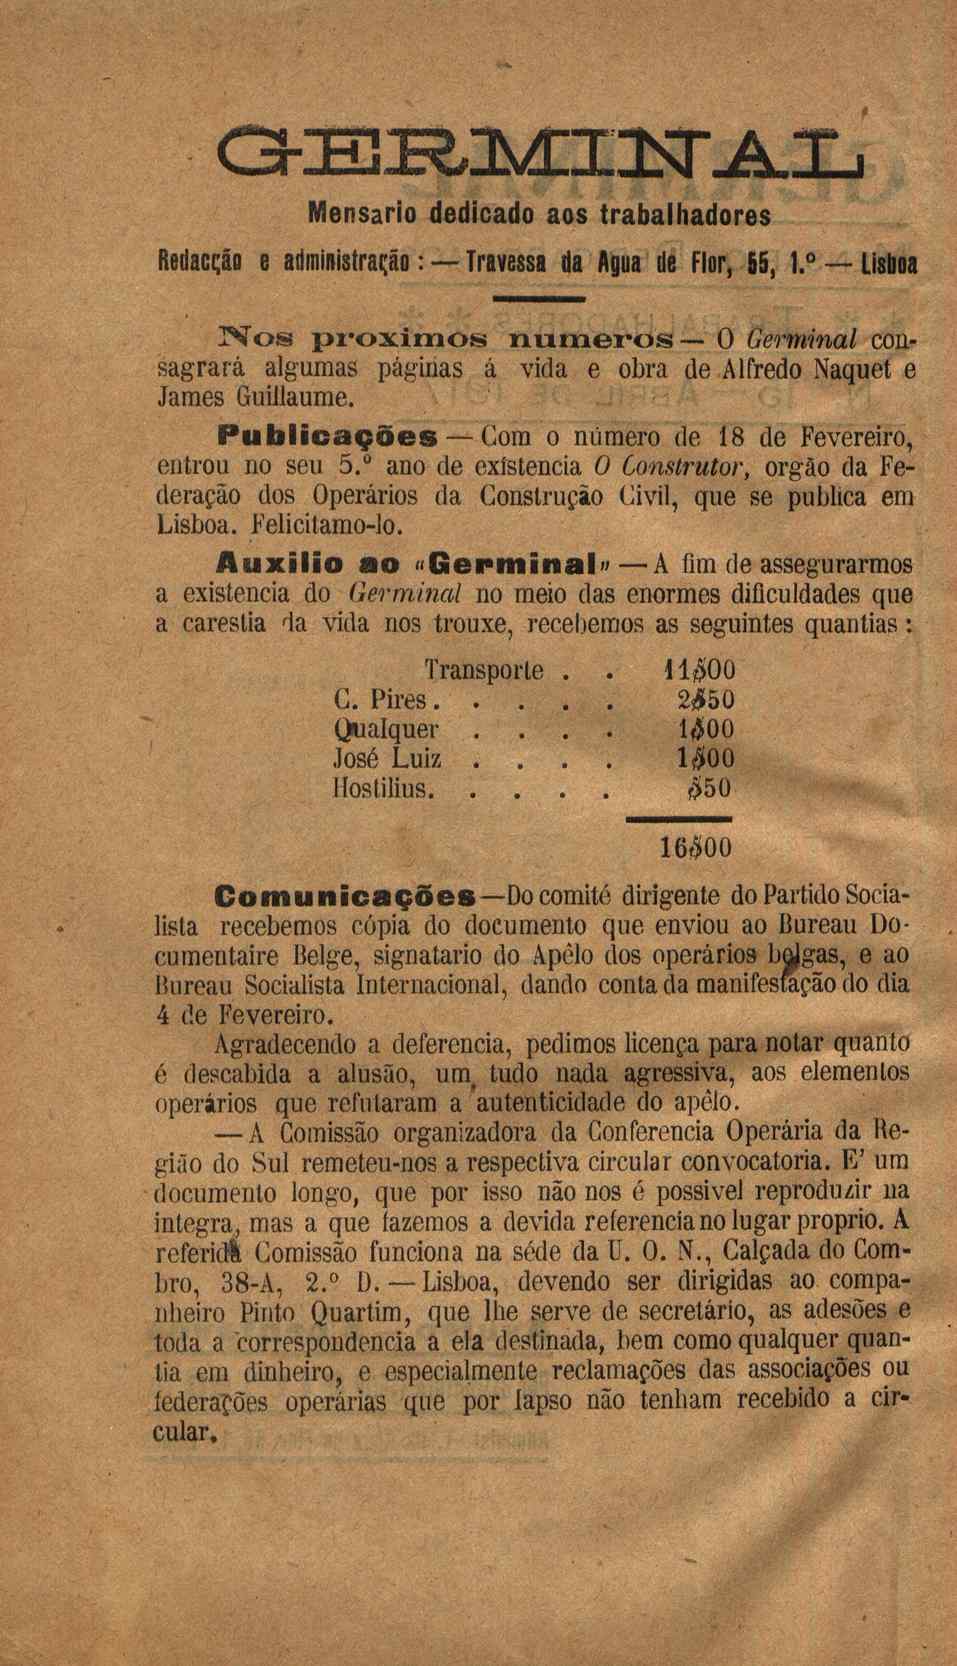 GERMINAL
Mensario dedicado aos trabalhadores
Redacção e administração : — Travessa da Agua de Flor, 55, 1.º — Lisboa
Nos proximos numeros — O Germinal con-
sagrará algumas páginas á vida e obra de Alfredo Naquet e
James Guillaume.
Publicações — Com o número de 18 de Fevereiro,
entrou no seu 5.º ano de existencia O Construtor, orgão da Fe-
deração dos Operários da Construção Civil, que se publica em
Lisboa. Felicitamo-lo.
Auxilio ao «Germinal» — A fim de assegurarmos
a existencia do Germinal no meio das enormes dificuldades que
a carestia da vida nos trouxe, recebemos as seguintes quantias :
Transporte . . 11$00
C. Pires. . . . . 2$50
Qualquer . . . . 1$00
José Luiz . . . . 1$00
Hostilius. . . . . $50
16$00
Comunicações —Do comité dirigente do Partido Socia-
lista recebemos cópia do documento que enviou ao Bureau Do-
cumentaire Belge, signatario do Apêlo dos operários belgas, e ao
Bureau Socialista Internacional, dando conta da manifestação do dia
4 de Fevereiro.
Agradecendo a deferencia, pedimos licença para notar quanto
é descabida a alusão, um tudo nada agressiva, aos elementos
operários que refutaram a autenticidade do apêlo.
— A Comissão organizadora da Conferencia Operária da Re-
gião do Sul remeteu-nos a respectiva circular convocatoria. E' um
documento longo, que por isso não nos é possivel reproduzir na
integra, mas a que fazemos a devida referencia no lugar proprio. A
referida Comissão funciona na séde da U. O. N., Calçada do Com-
bro, 38-A, 2.º D. — Lisboa, devendo ser dirigidas ao compa-
nheiro Pinto Quartim, que lhe serve de secretário, as adesões e
toda a correspondencia a ela destinada, bem como qualquer quan-
tia em dinheiro, e especialmente reclamações das associações ou
federações operárias que por lapso não tenham recebido a cir-
cular.